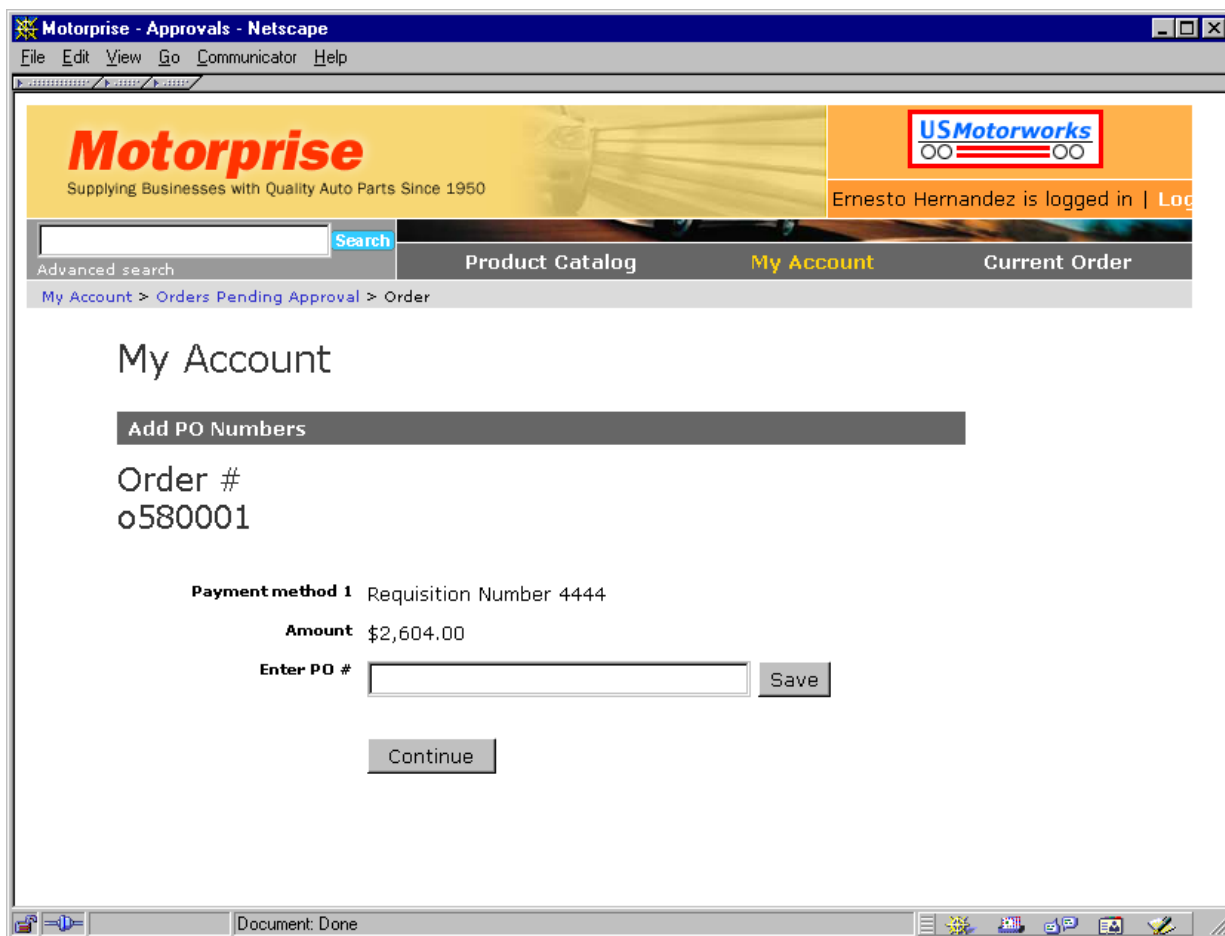 Motorprise - Approvals - Netscape
File Edit View Go Communicator Help
Motorprise
Supplying Businesses with Quality Auto Parts Since 1950
USMotorworks
Ernesto Hernandez is logged in | Log
Search
Advanced search
Product Catalog My Account Current Order
My Account > Orders Pending Approval > Order
My Account
Add PO Numbers
Order #
o580001
Payment method 1 Requisition Number 4444
Amount $2,604.00
Enter PO # Save
Continue
Document: Done